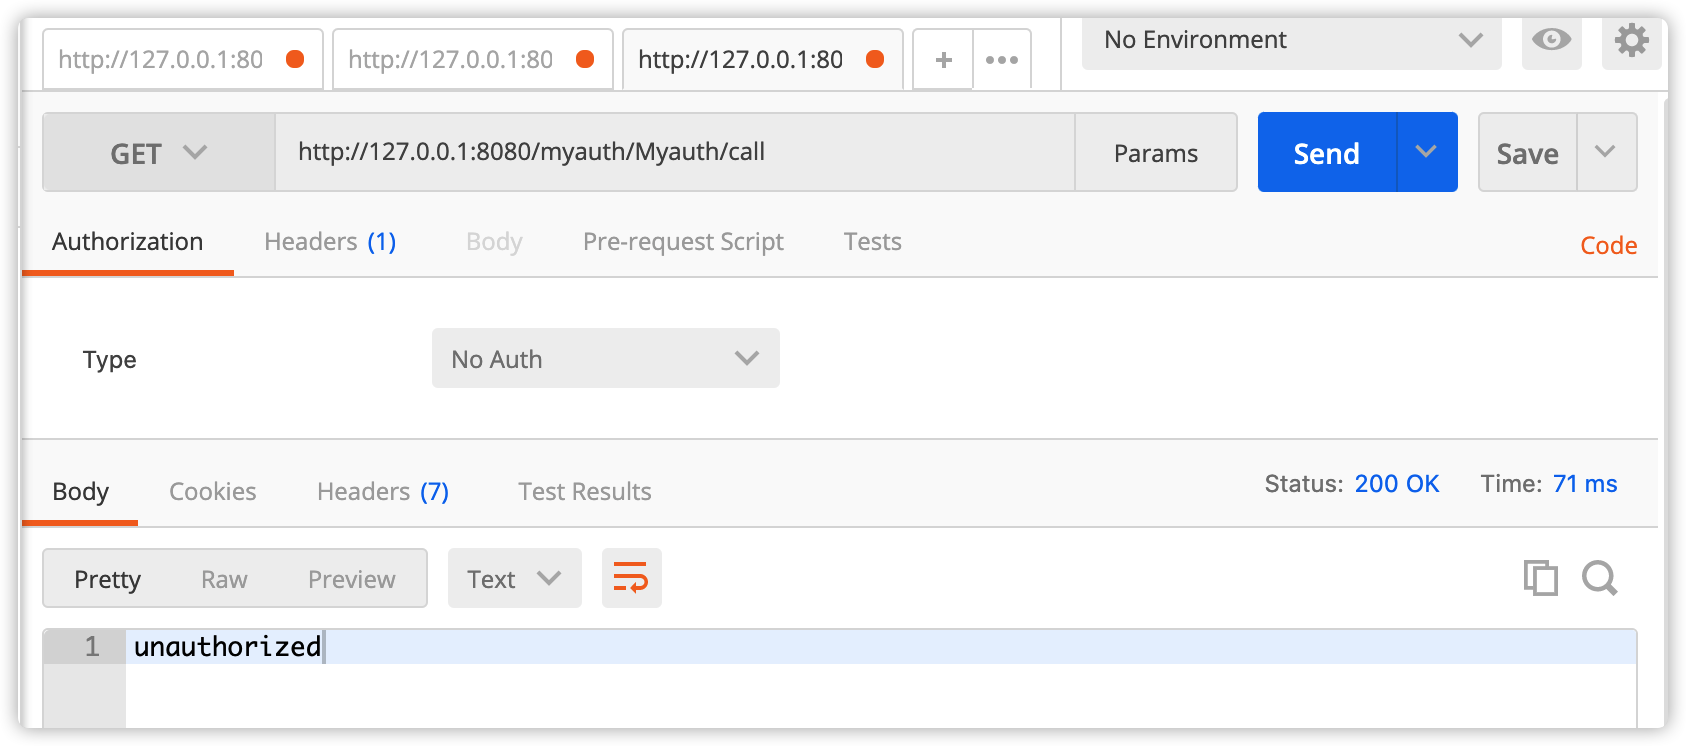 http://127.0.0.1:80 http://127.0.0.1:80 http://127.0.0.1:80 + No Environment
GET http://127.0.0.1:8080/myauth/Myauth/call Params Send Save
Authorization Headers (1) Body Pre-request Script Tests Code
Type No Auth
Body Cookies Headers (7) Test Results Status: 200 OK Time: 71 ms
Pretty Raw Preview Text
1 unauthorized